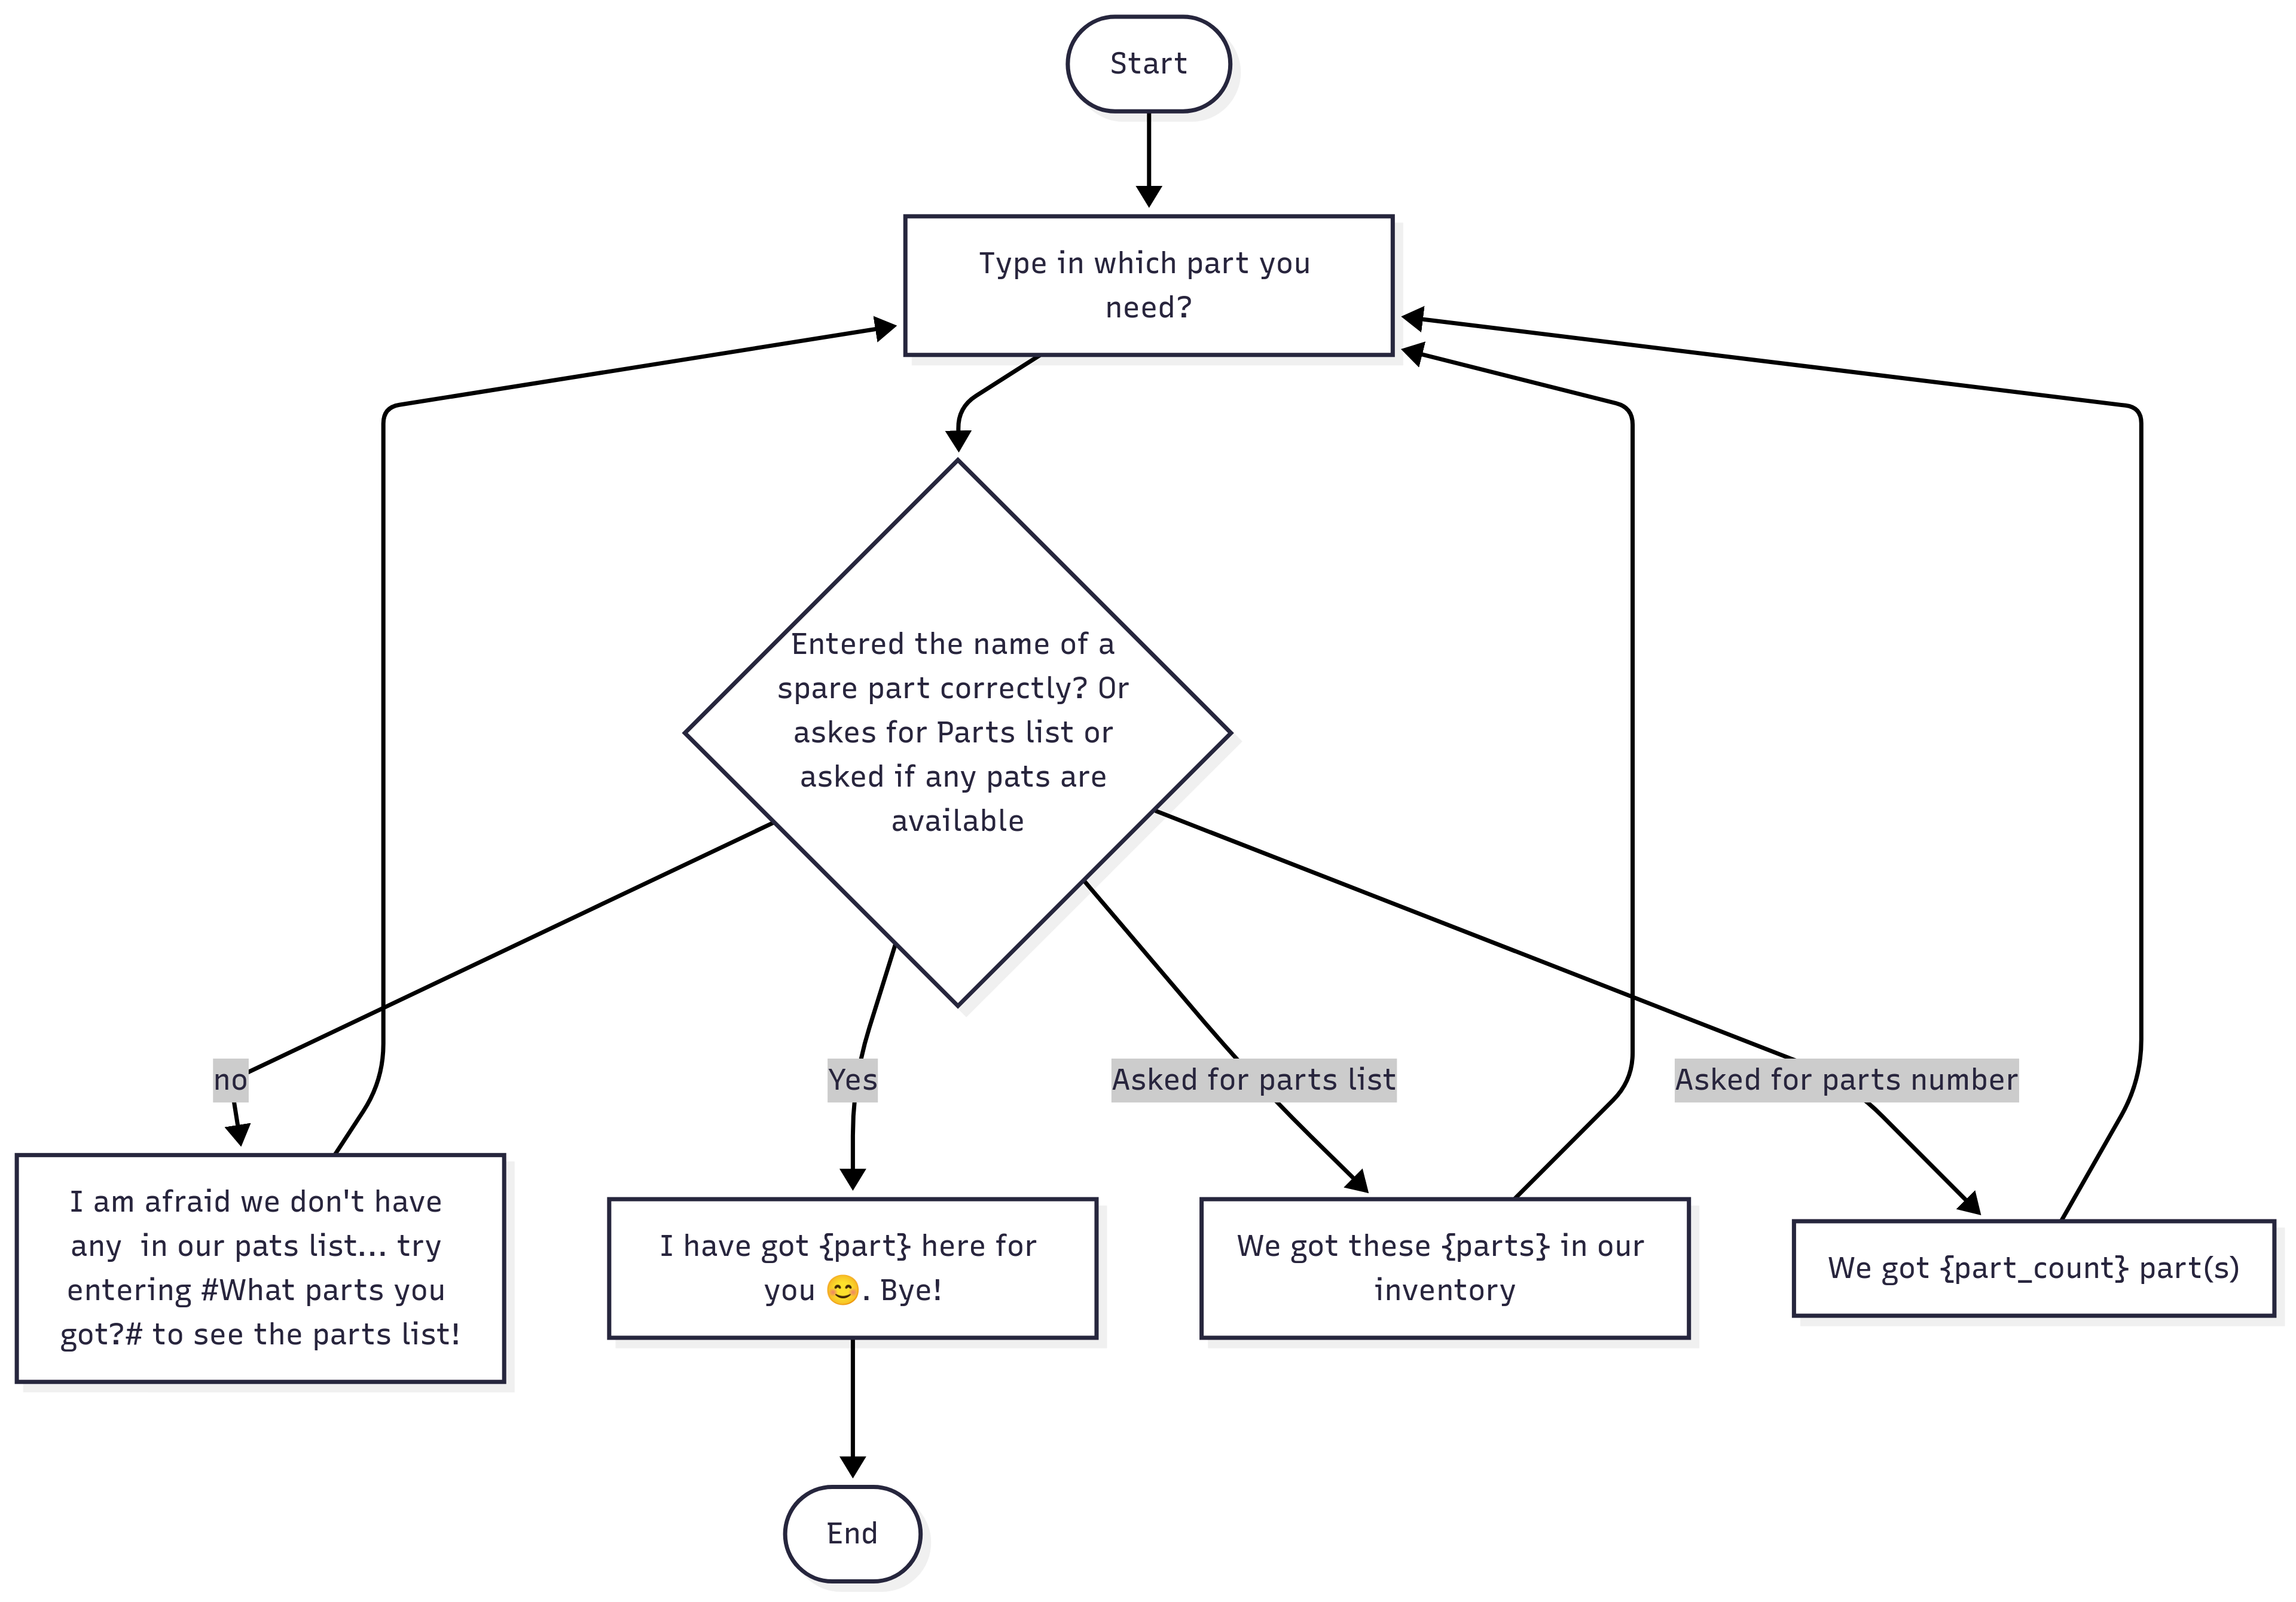 Start
Type in which part you
need?
Entered the name of a
spare part correctly? Or
askes for Parts list or
asked if any pats are
available
no
Yes
Asked for parts list
Asked for parts number
I am afraid we don't have
any  in our pats list... try
entering #What parts you
got?# to see the parts list!
I have got {part} here for
you 😊. Bye!
We got these {parts} in our
inventory
We got {part_count} part(s)
End